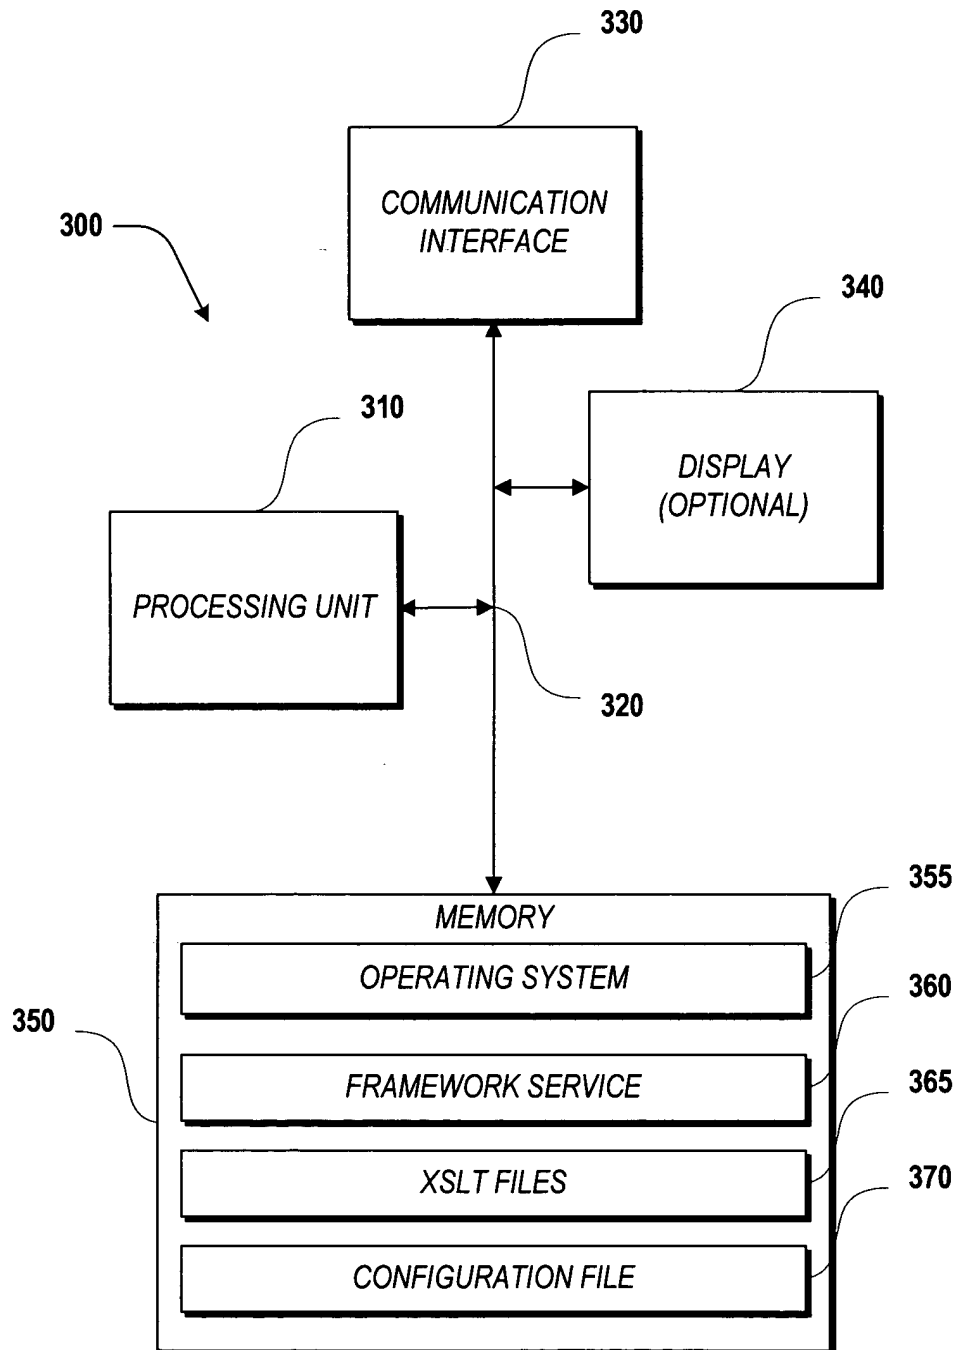 330
COMMUNICATION
INTERFACE
300
340
310
DISPLAY
(OPTIONAL)
PROCESSING UNIT
320
355
MEMORY
OPERATING SYSTEM
360
350
FRAMEWORK SERVICE
365
XSLT FILES
370
CONFIGURATION FILE